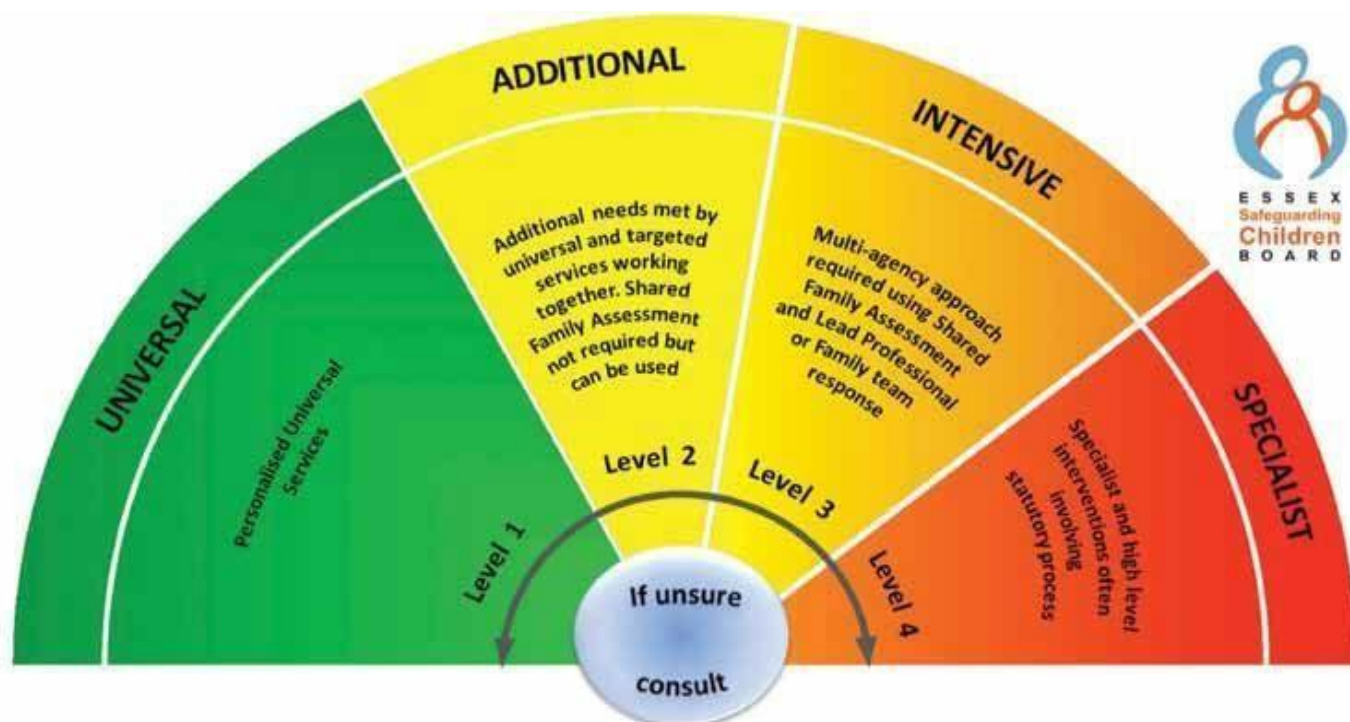 UNIVERSAL
Personalised Universal
Services
Level 1
ADDITIONAL
Additional needs met by
universal and targeted
services working
together. Shared
Family Assessment
not required but
can be used
Level 2
INTENSIVE
Multi-agency approach
required using Shared
Family Assessment
and Lead Professional
or Family team
response
Level 3
SPECIALIST
Specialist and high level
interventions often
involving
statutory process
Level 4
If unsure
consult
ESSEX
Safeguarding
Children
BOARD